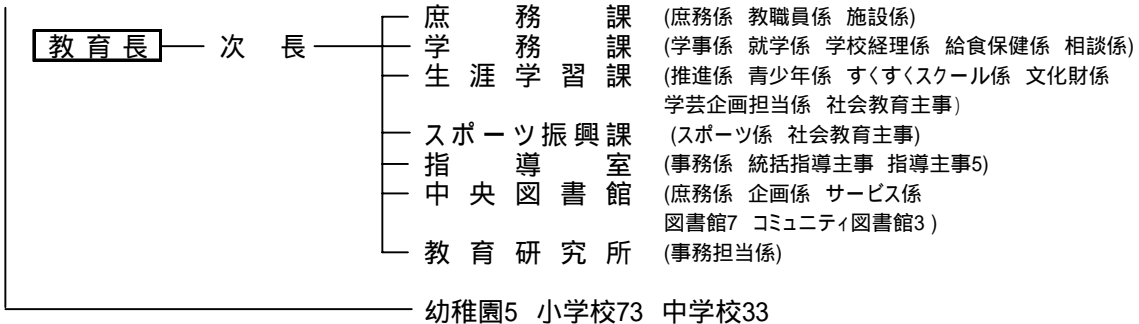 庶務課 (庶務係 教職員係 施設係)
教育長 次長 学務課 (学事係 就学係 学校経理係 給食保健係 相談係)
生涯学習課 (推進係 青少年係 すくすくスクール係 文化財係
学芸企画担当係 社会教育主事)
スポーツ振興課 (スポーツ係 社会教育主事)
指導室 (事務係 統括指導主事 指導主事5)
中央図書館 (庶務係 企画係 サービス係
図書館7 コミュニティ図書館3)
教育研究所 (事務担当係)
幼稚園5 小学校73 中学校33